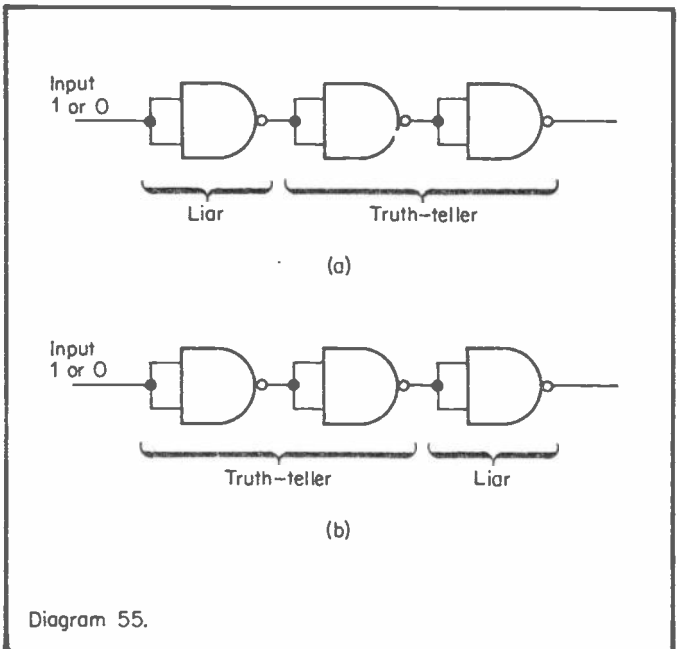 Input
1 or 0
Liar
Truth-teller
(a)
Input
1 or 0
Truth-teller
Liar
(b)
Diagram 55.